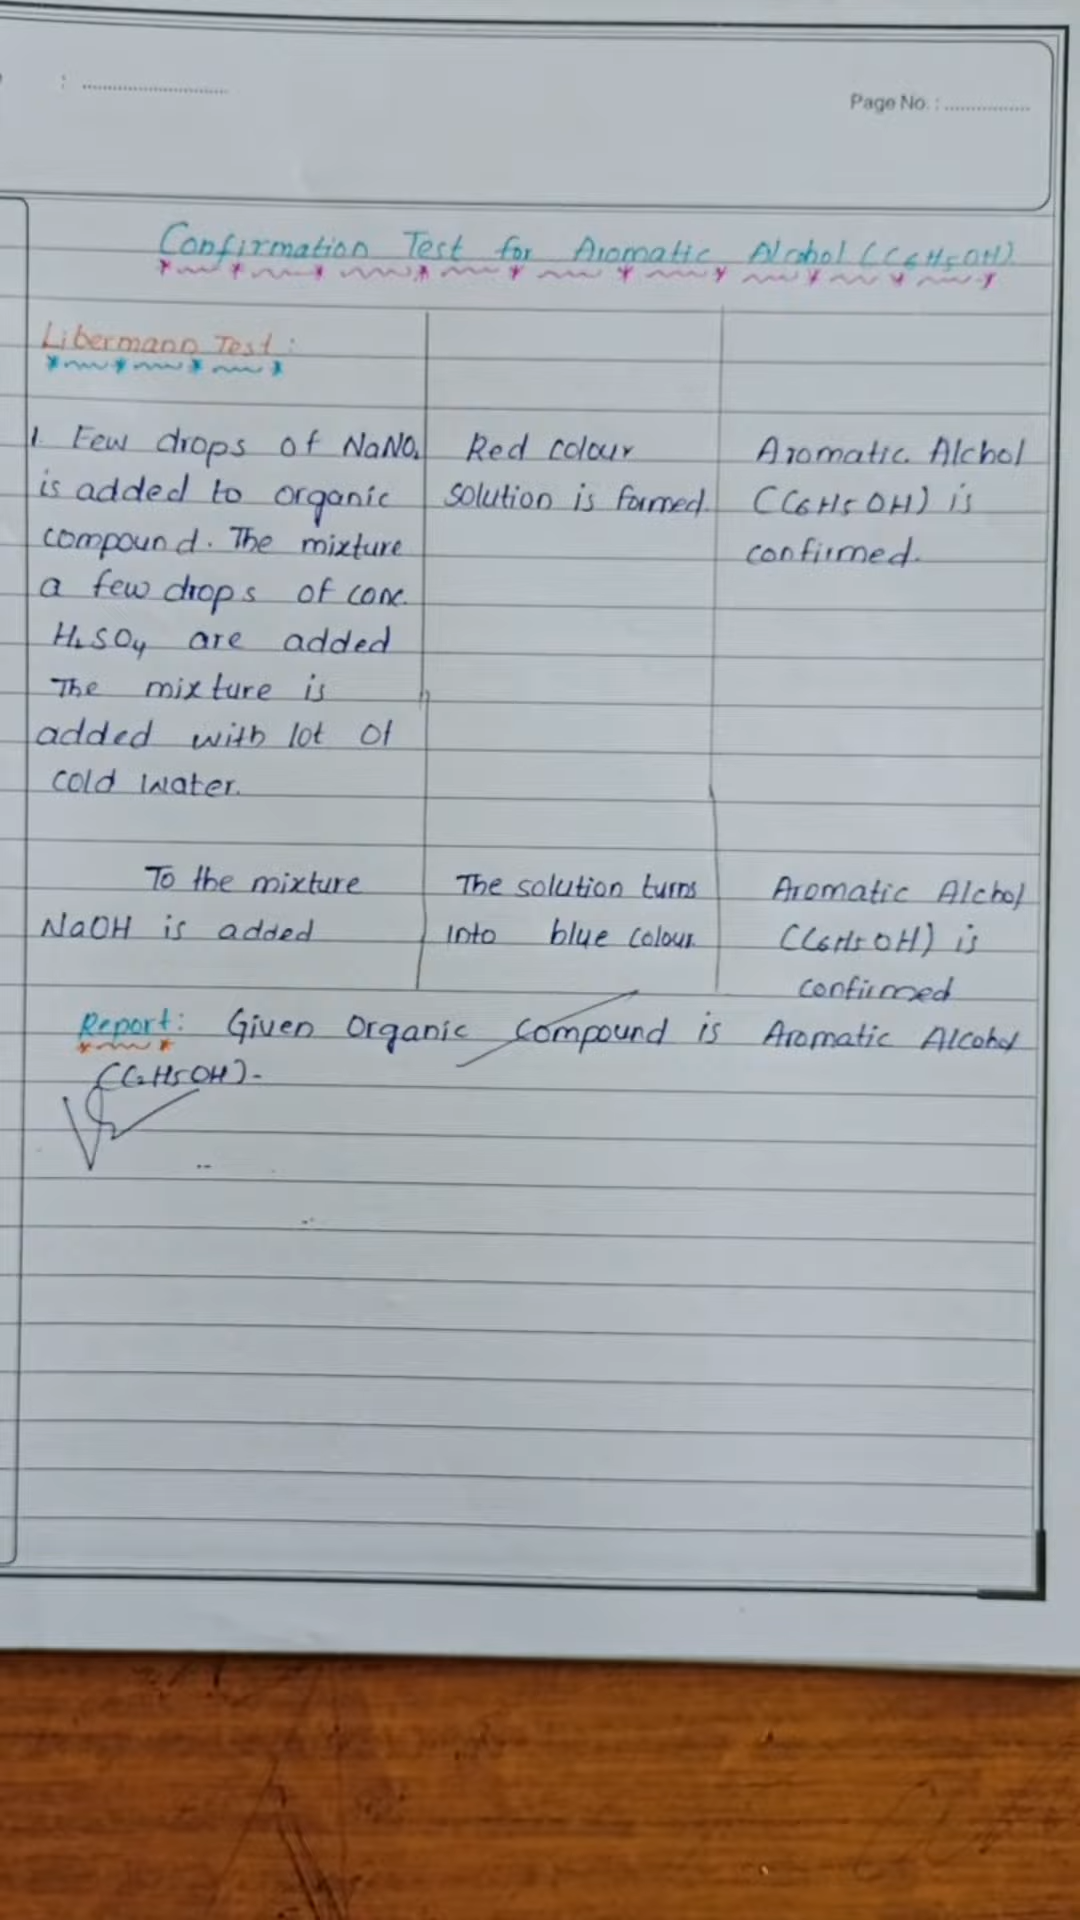 : ..............................
Page No. : ................
Confirmation Test for Aromatic Alcohol (C6H5OH)
Libermann Test:
1. Few drops of NaNO2 Red colour Aromatic Alchol
is added to organic solution is formed. (C6H5OH) is
compound. The mixture confirmed.
a few drops of conc.
H2SO4 are added
The mixture is
added with lot of
cold water.
To the mixture The solution turns Aromatic Alchol
NaOH is added into blue colour. (C6H5OH) is
confirmed
Report: Given Organic Compound is Aromatic Alcohol
(C6H5OH).